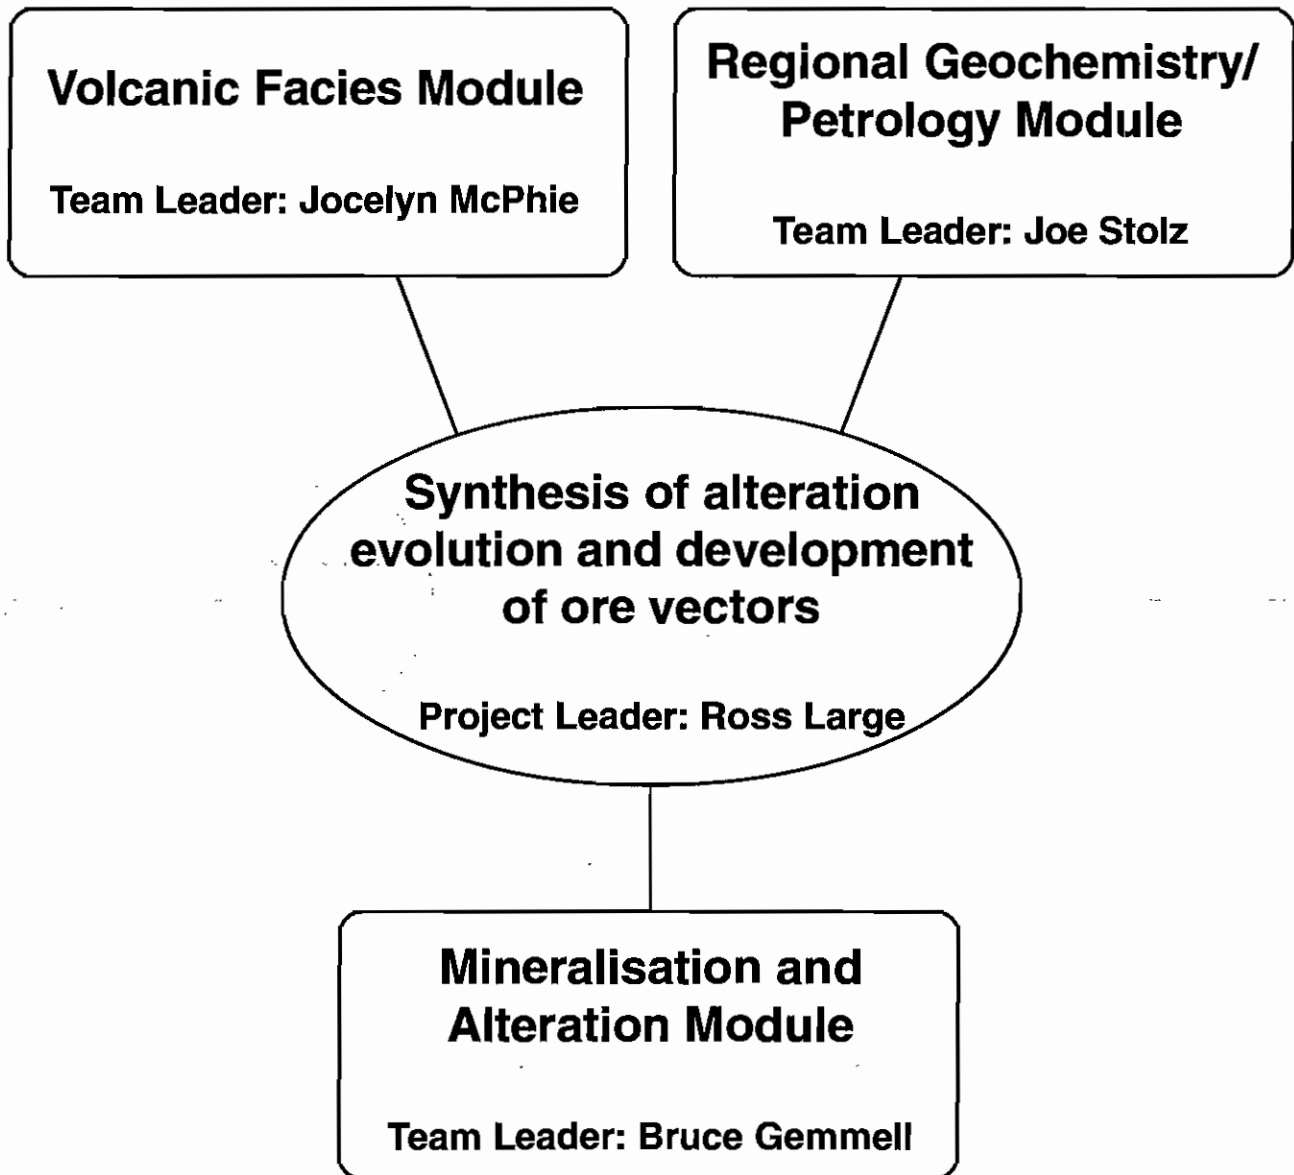 Volcanic Facies Module
Team Leader: Jocelyn McPhie
Regional Geochemistry/
Petrology Module
Team Leader: Joe Stolz
Synthesis of alteration
evolution and development
of ore vectors
Project Leader: Ross Large
Mineralisation and
Alteration Module
Team Leader: Bruce Gemmell